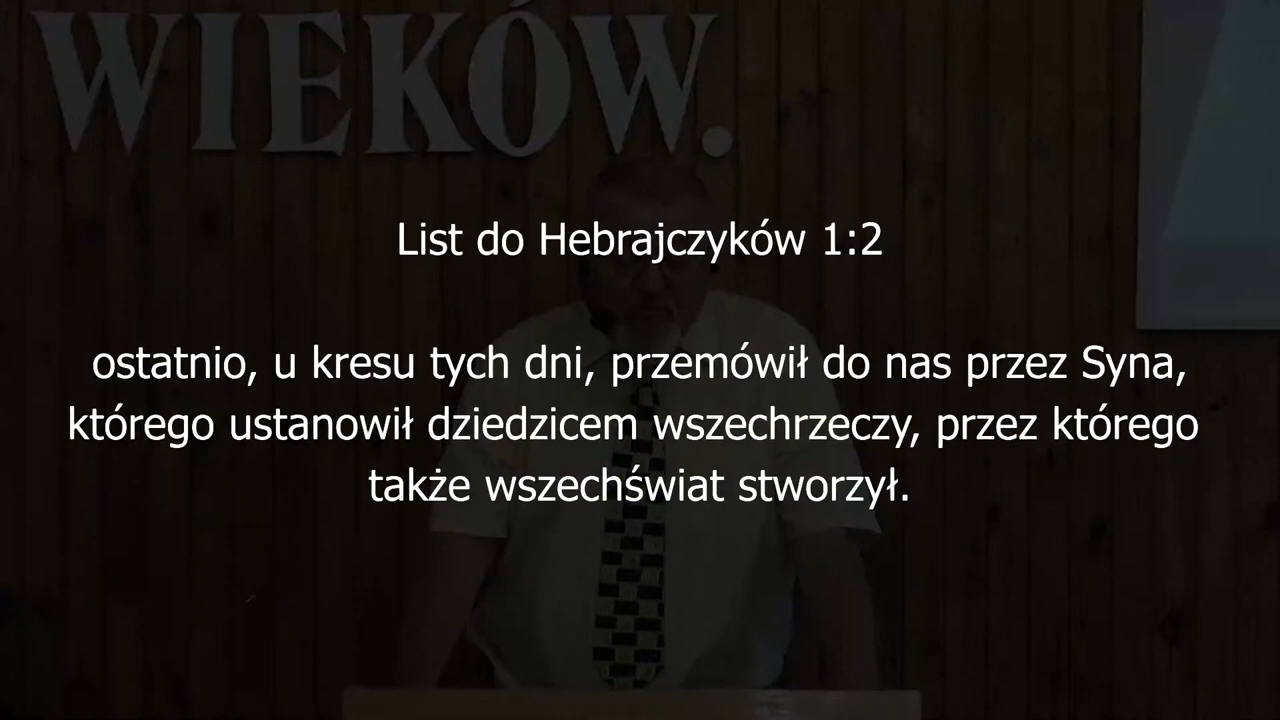 WIEKÓW.
List do Hebrajczyków 1:2
ostatnio, u kresu tych dni, przemówił do nas przez Syna,
którego ustanowił dziedzicem wszechrzeczy, przez którego
także wszechświat stworzył.